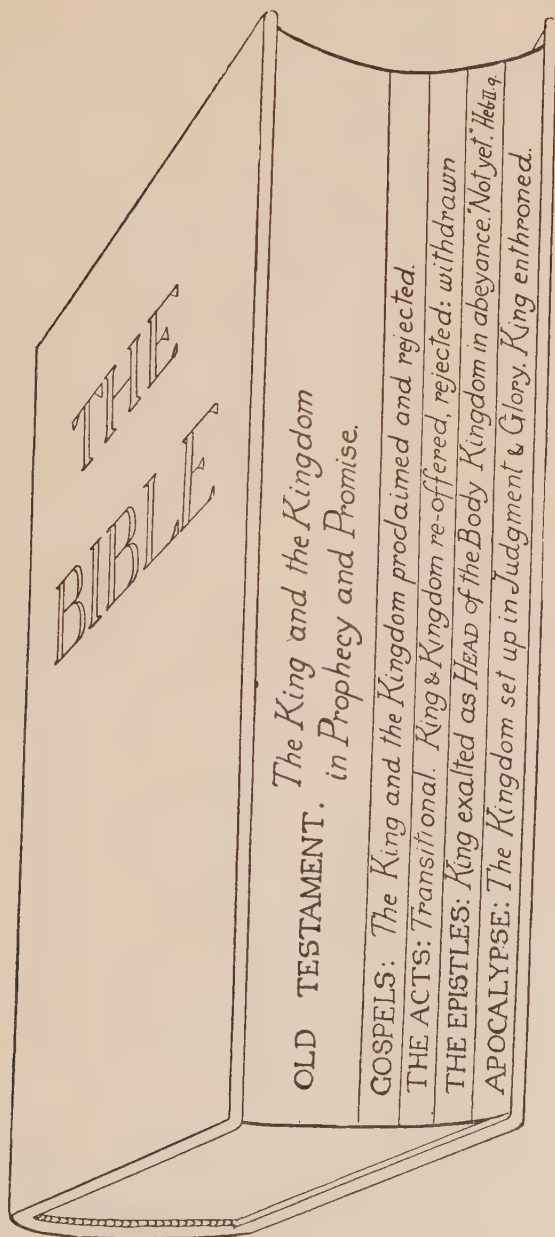 THE
BIBLE
OLD TESTAMENT. The King and the Kingdom
in Prophecy and Promise.
GOSPELS: The King and the Kingdom proclaimed and rejected.
THE ACTS: Transitional. King & Kngdom re-offered, rejected: withdrawn
THE EPISTLES: King exalted as HEAD of the Body Kingdom in abeyance. "Not yet." Heb II. 9.
APOCALYPSE: The Kingdom set up in Judgment & Glory. King enthroned.